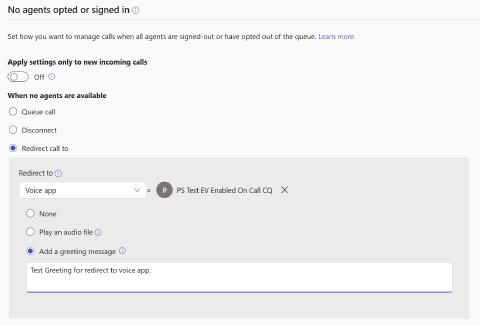 No agents opted or signed in
Set how you want to manage calls when all agents are signed-out or have opted out of the queue. Learn more
Apply settings only to new incoming calls
Off
When no agents are available
Queue call
Disconnect
Redirect call to
Redirect to
Voice app = P PS Test EV Enabled On Call CQ
None
Play an audio file
Add a greeting message
Test Greeting for redirect to voice app.